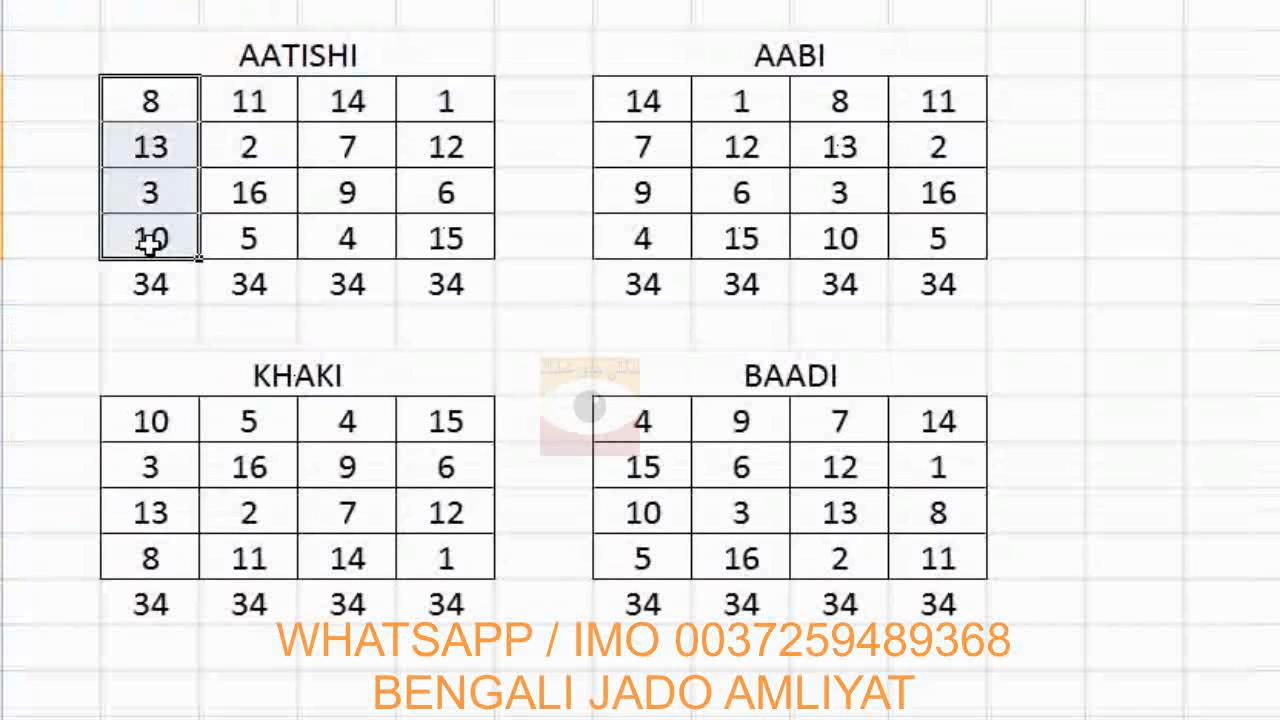 AATISHI
8 11 14 1
13 2 7 12
3 16 9 6
10 5 4 15
34 34 34 34
AABI
14 1 8 11
7 12 13 2
9 6 3 16
4 15 10 5
34 34 34 34
KHAKI
10 5 4 15
3 16 9 6
13 2 7 12
8 11 14 1
34 34 34 34
BAADI
4 9 7 14
15 6 12 1
10 3 13 8
5 16 2 11
34 34 34 34
WHATSAPP / IMO 0037259489368
BENGALI JADO AMLIYAT